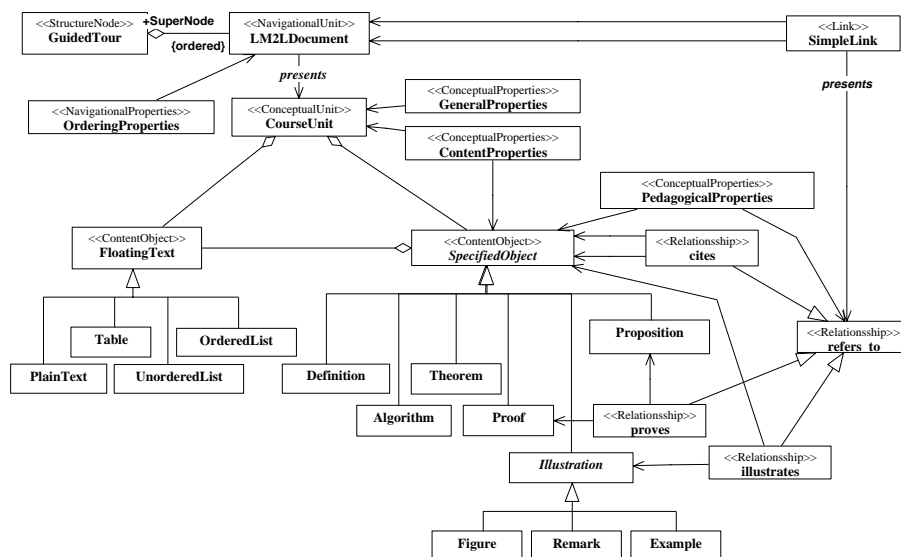 <<StructureNode>>
GuidedTour
+SuperNode
{ordered}
<<NavigationalUnit>>
LM2LDocument
<<Link>>
SimpleLink
presents
presents
<<NavigationalProperties>>
OrderingProperties
<<ConceptualUnit>>
CourseUnit
<<ConceptualProperties>>
GeneralProperties
<<ConceptualProperties>>
ContentProperties
<<ConceptualProperties>>
PedagogicalProperties
<<ContentObject>>
FloatingText
<<ContentObject>>
SpecifiedObject
<<Relationsship>>
cites
Table
OrderedList
PlainText
UnorderedList
Definition
Theorem
Proposition
<<Relationsship>>
refers_to
Algorithm
Proof
<<Relationsship>>
proves
Illustration
<<Relationsship>>
illustrates
Figure
Remark
Example